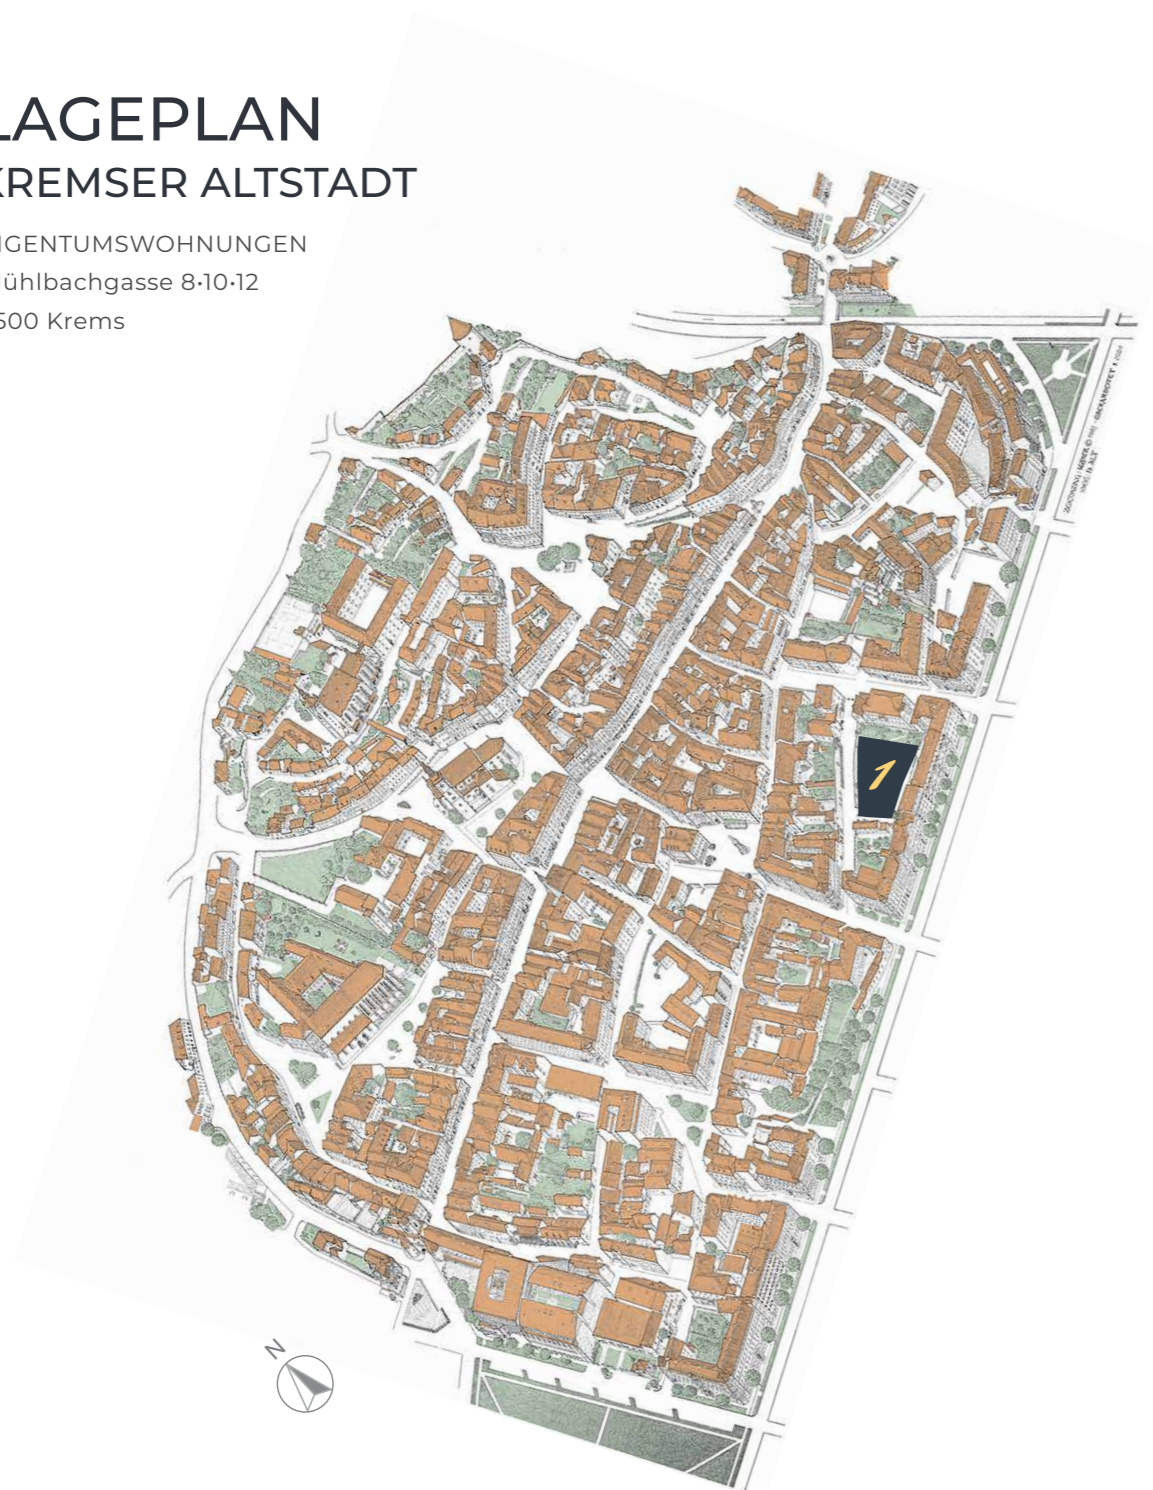 LAGEPLAN
KREMSER ALTSTADT
IGENTUMSWOHNUNGEN
ühlbachgasse 8·10·12
500 Krems
1
N